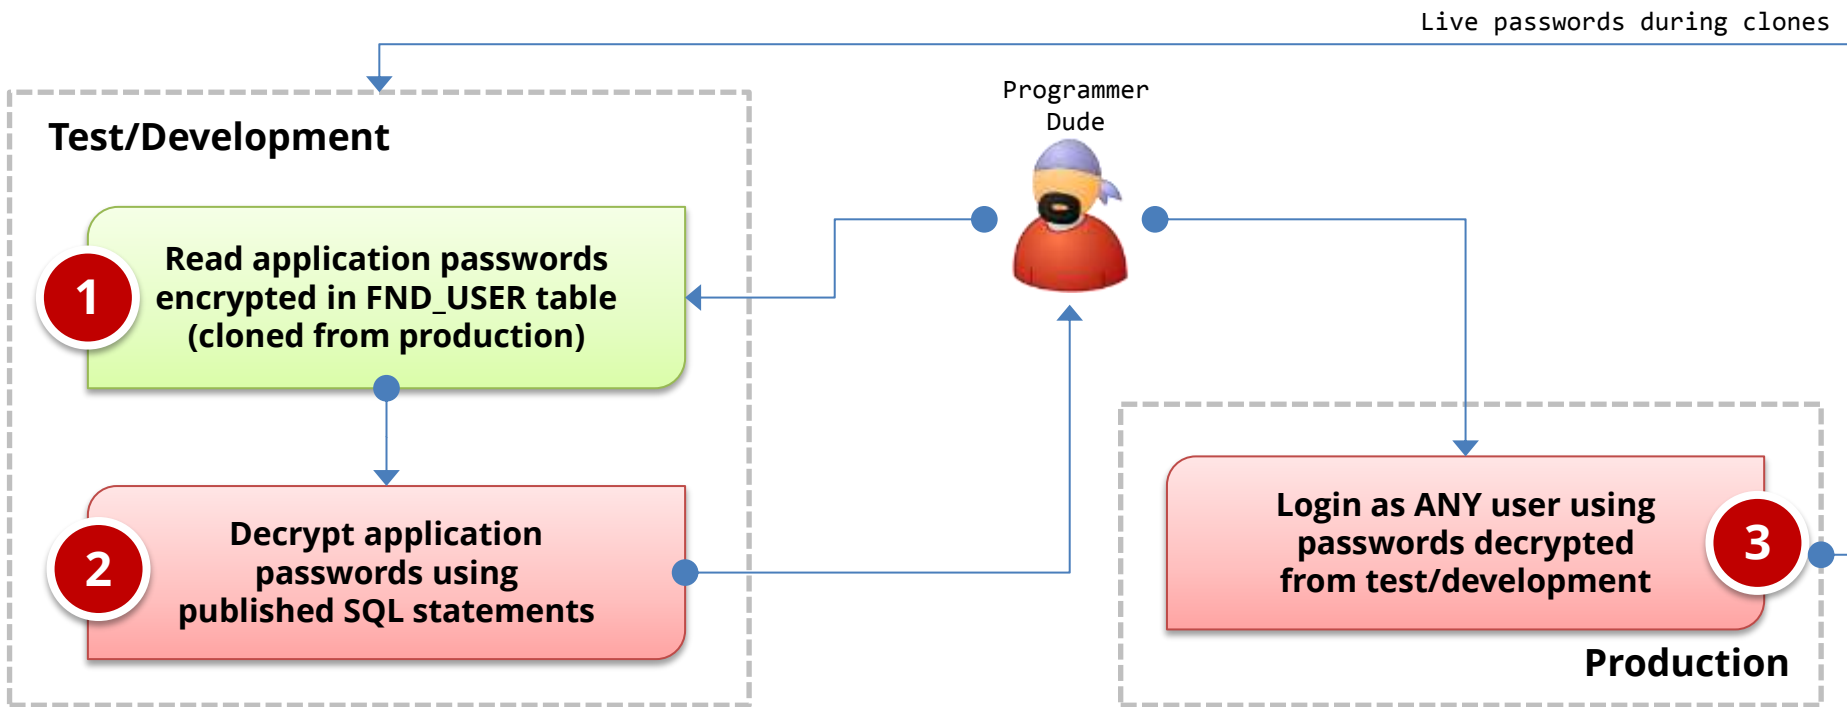 Live passwords during clones
Programmer
Dude
Test/Development
1
Read application passwords
encrypted in FND_USER table
(cloned from production)
2
Decrypt application
passwords using
published SQL statements
Login as ANY user using
passwords decrypted
from test/development
3
Production